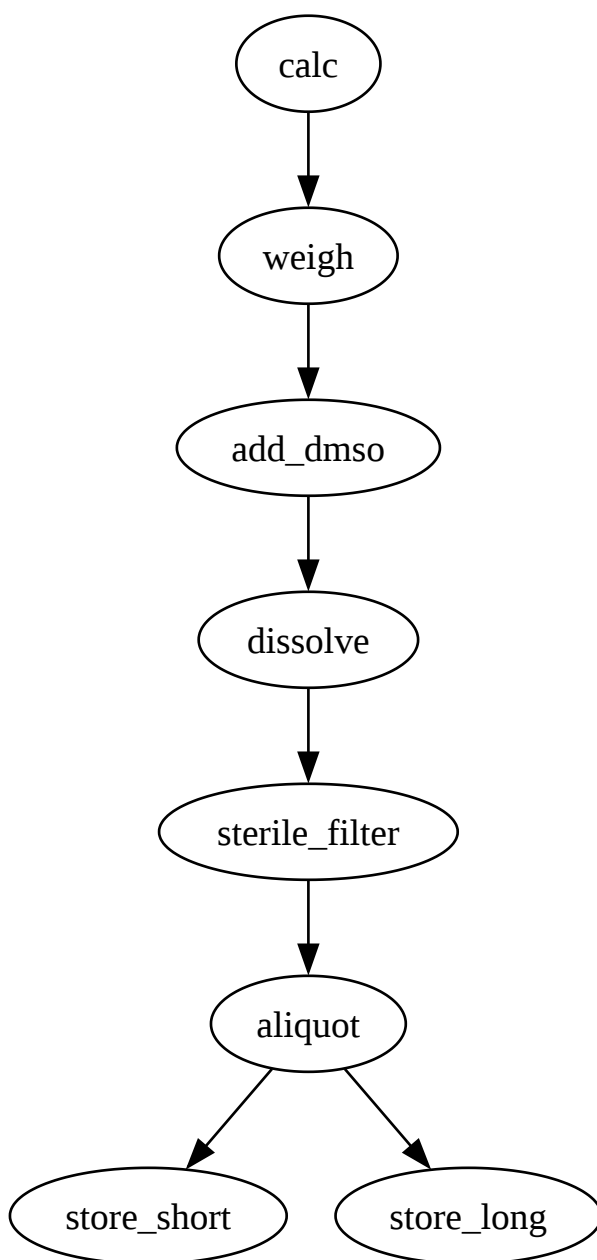 calc
weigh
add_dmso
dissolve
sterile_filter
aliquot
store_short
store_long